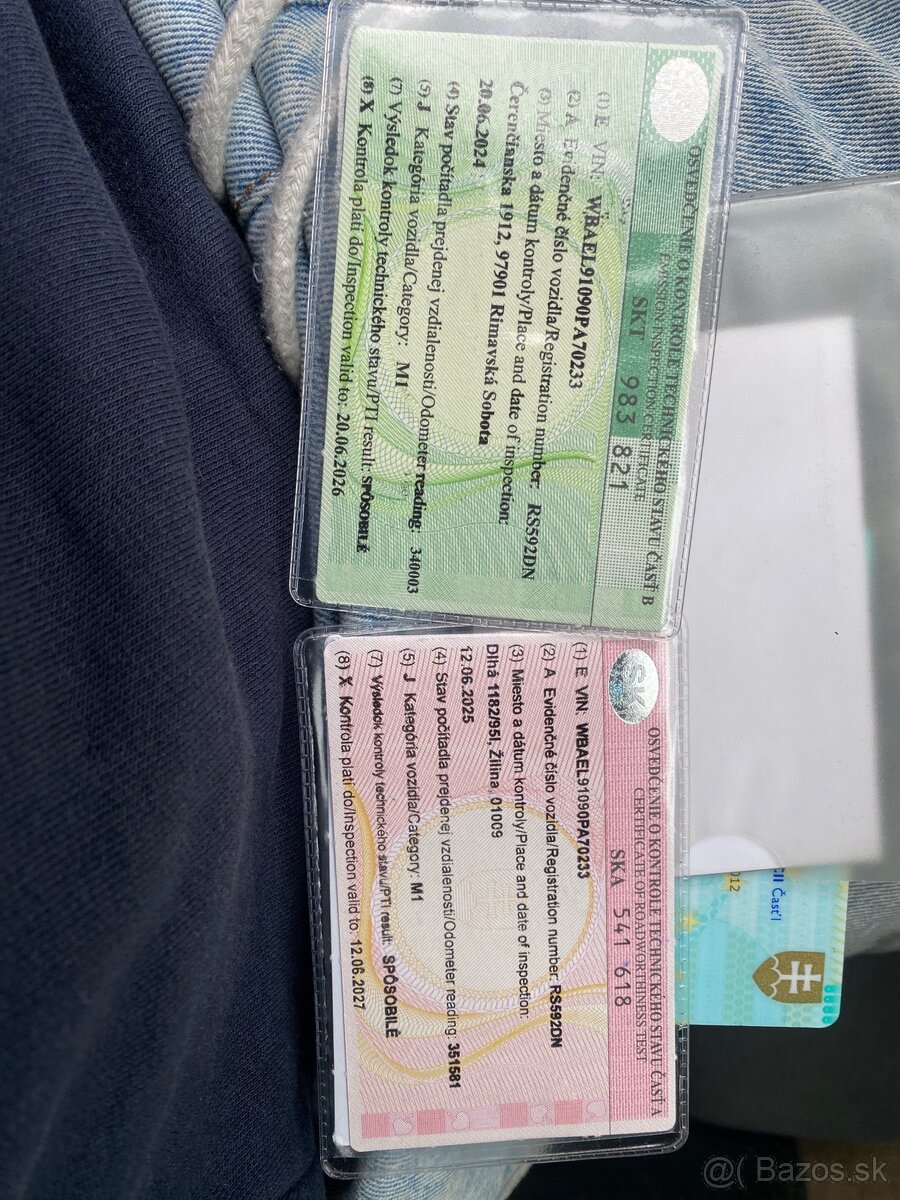 OSVEDČENIE O KONTROLE TECHNICKÉHO STAVU ČASŤ B
EMISSION INSPECTION CERTIFICATE
SKT 983 821
(1) E VIN: WBAEL91090PA70233
(2) A Evidenčné číslo vozidla/Registration number: RS592DN
(3) Miesto a dátum kontroly/Place and date of inspection:
Čerenčianska 1912, 97901 Rimavská Sobota
20.06.2024
(4) Stav počítadla prejdenej vzdialenosti/Odometer reading: 340003
(5) J Kategória vozidla/Category: M1
(7) Výsledok kontroly technického stavu/PTI result: SPÔSOBILÉ
(8) X Kontrola platí do/Inspection valid to: 20.06.2026
SK
OSVEDČENIE O KONTROLE TECHNICKÉHO STAVU ČASŤ A
CERTIFICATE OF ROADWORTHINESS TEST
SKA 541 618
(1) E VIN: WBAEL91090PA70233
(2) A Evidenčné číslo vozidla/Registration number: RS592DN
(3) Miesto a dátum kontroly/Place and date of inspection:
Dlhá 1182/95I, Žilina, 01009
12.06.2025
(4) Stav počítadla prejdenej vzdialenosti/Odometer reading: 351581
(5) J Kategória vozidla/Category: M1
(7) Výsledok kontroly technického stavu/PTI result: SPÔSOBILÉ
(8) X Kontrola platí do/Inspection valid to: 12.06.2027
Časť I
012
@( Bazos.sk